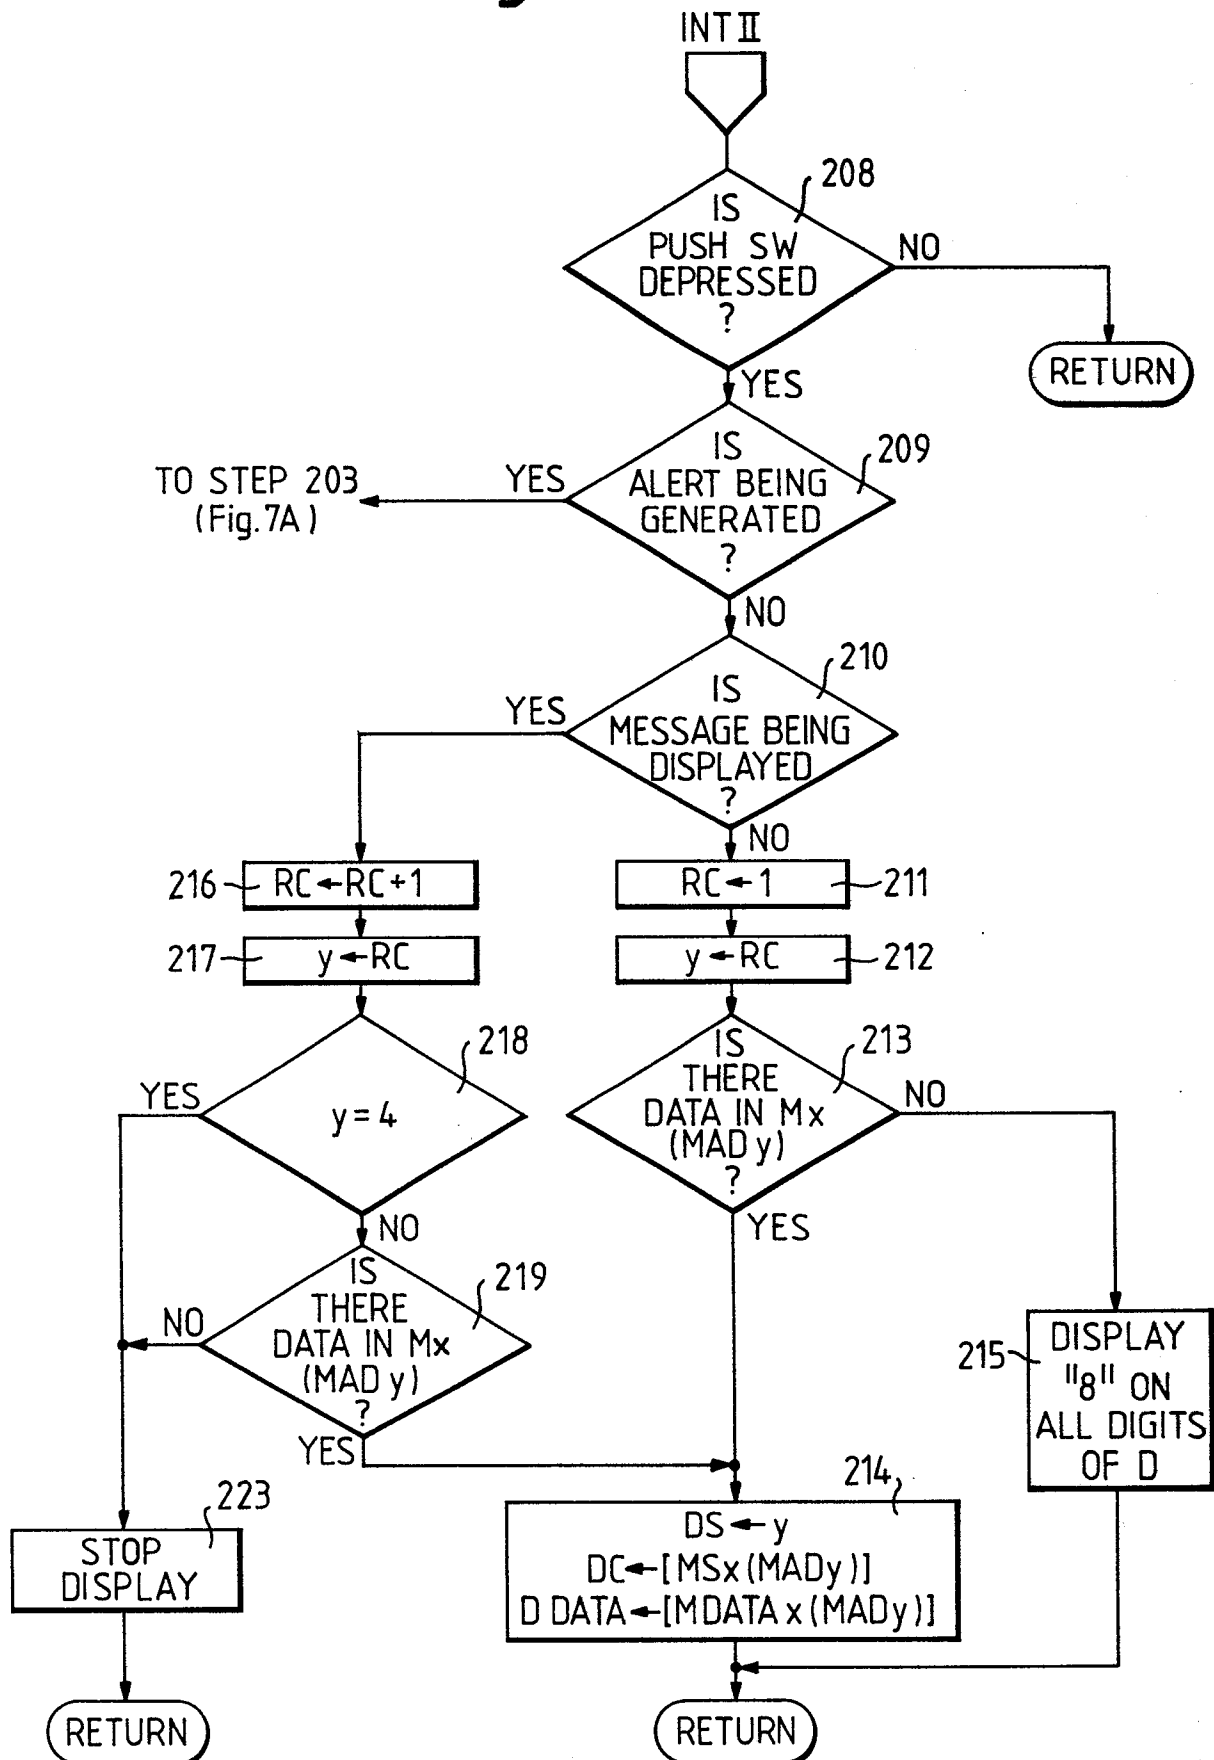 INT II
208
IS
PUSH SW
DEPRESSED
?
NO
RETURN
YES
209
IS
ALERT BEING
GENERATED
?
YES
TO STEP 203
(Fig. 7A)
NO
210
IS
MESSAGE BEING
DISPLAYED
?
YES
NO
216
RC←RC+1
RC←1
211
217
y←RC
y←RC
212
218
y=4
YES
NO
213
IS
THERE
DATA IN Mx
(MAD y)
?
NO
YES
219
IS
THERE
DATA IN Mx
(MAD y)
?
NO
YES
215
DISPLAY
"8" ON
ALL DIGITS
OF D
223
STOP
DISPLAY
214
DS←y
DC←[MSx(MADy)]
D DATA←[MDATA x(MADy)]
RETURN
RETURN